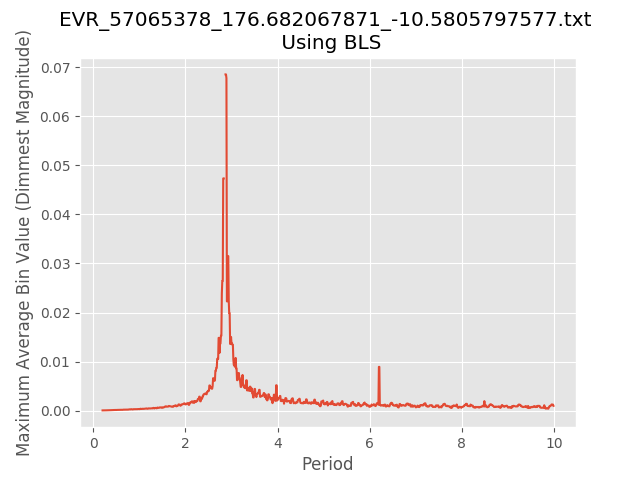 EVR_57065378_176.682067871_-10.5805797577.txt
Using BLS
Maximum Average Bin Value (Dimmest Magnitude)
0.07
0.06
0.05
0.04
0.03
0.02
0.01
0.00
0 2 4 6 8 10
Period